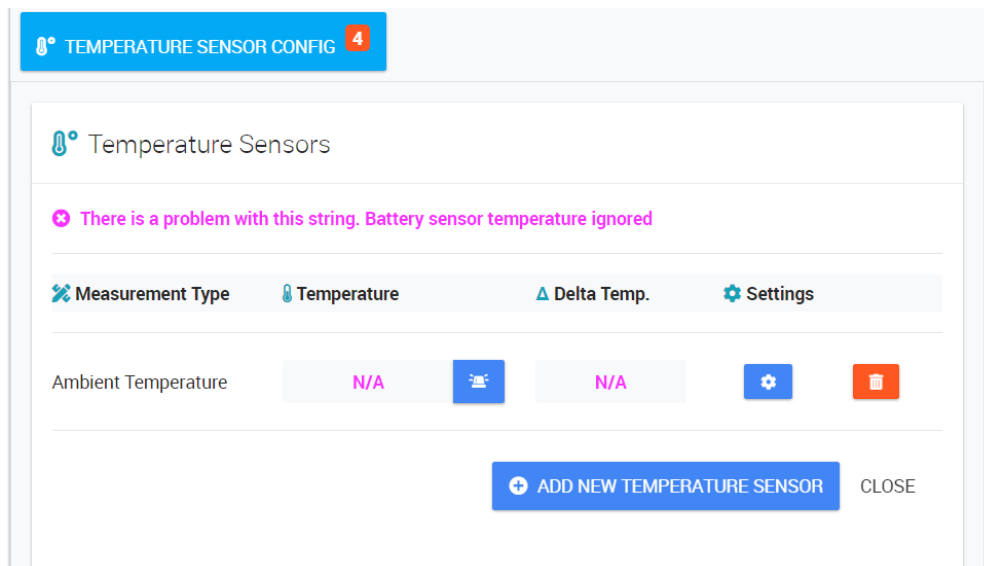 TEMPERATURE SENSOR CONFIG 4
Temperature Sensors
There is a problem with this string. Battery sensor temperature ignored
Measurement Type Temperature Δ Delta Temp. Settings
Ambient Temperature N/A N/A
ADD NEW TEMPERATURE SENSOR CLOSE